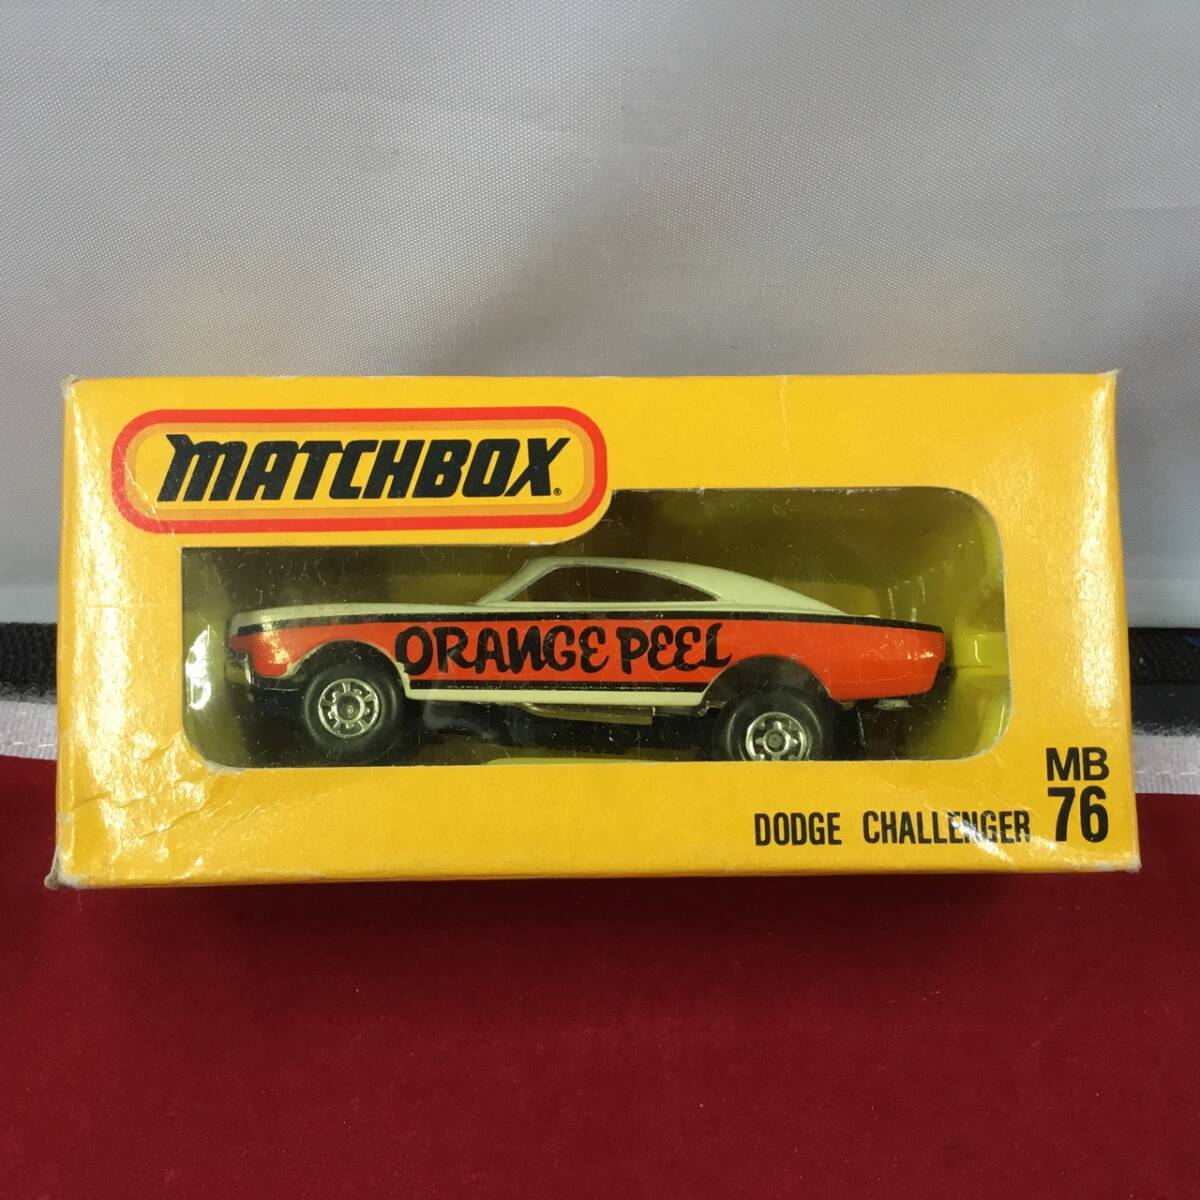 MATCHBOX®
ORANGE PEEL
MB
DODGE CHALLENGER 76